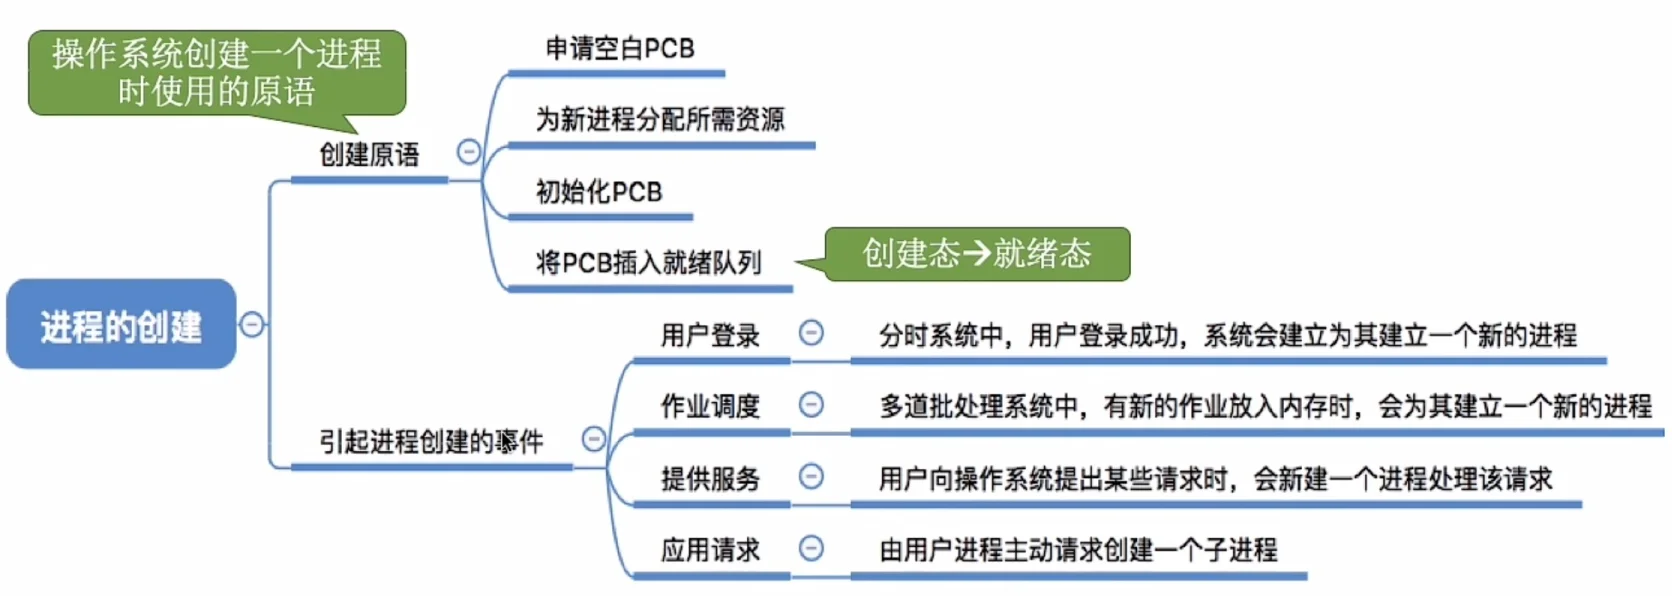 操作系统创建一个进程
时使用的原语
申请空白PCB
为新进程分配所需资源
创建原语
初始化PCB
将PCB插入就绪队列
创建态→就绪态
进程的创建
用户登录
分时系统中，用户登录成功，系统会建立为其建立一个新的进程
作业调度
多道批处理系统中，有新的作业放入内存时，会为其建立一个新的进程
引起进程创建的事件
提供服务
用户向操作系统提出某些请求时，会新建一个进程处理该请求
应用请求
由用户进程主动请求创建一个子进程